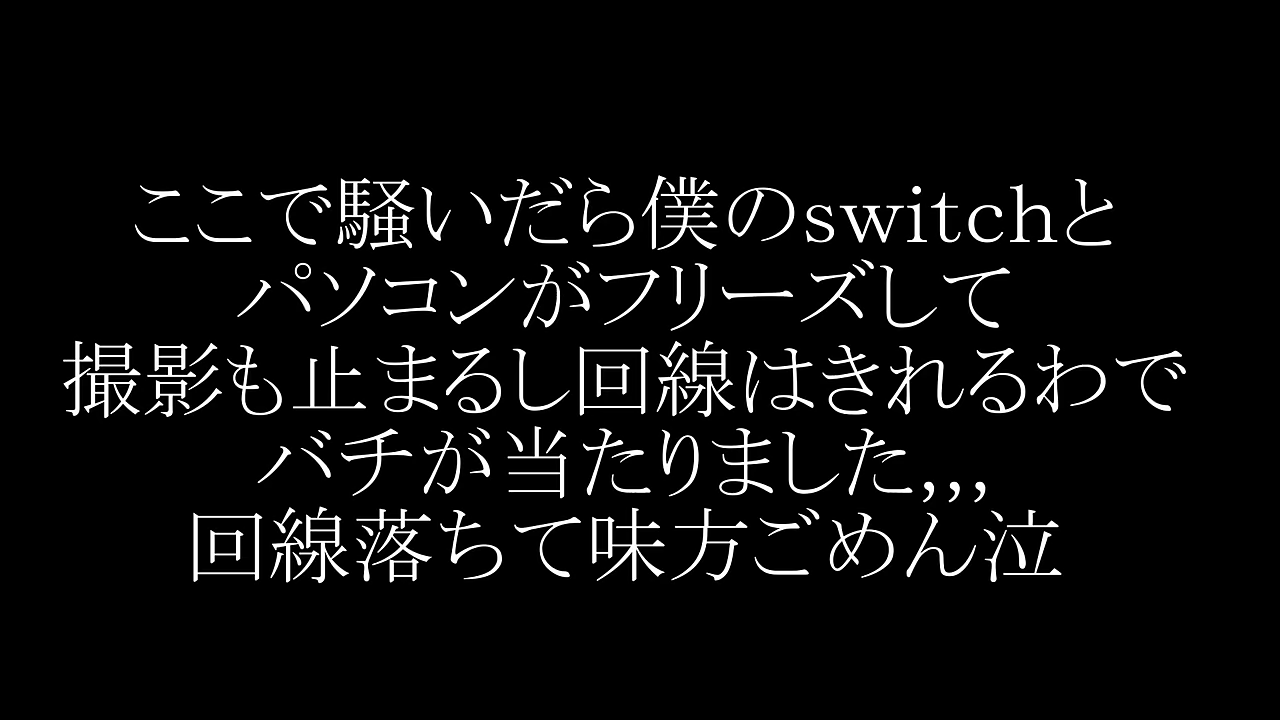 ここで騒いだら僕のswitchと
パソコンがフリーズして
撮影も止まるし回線はきれるわで
バチが当たりました,,,
回線落ちて味方ごめん泣